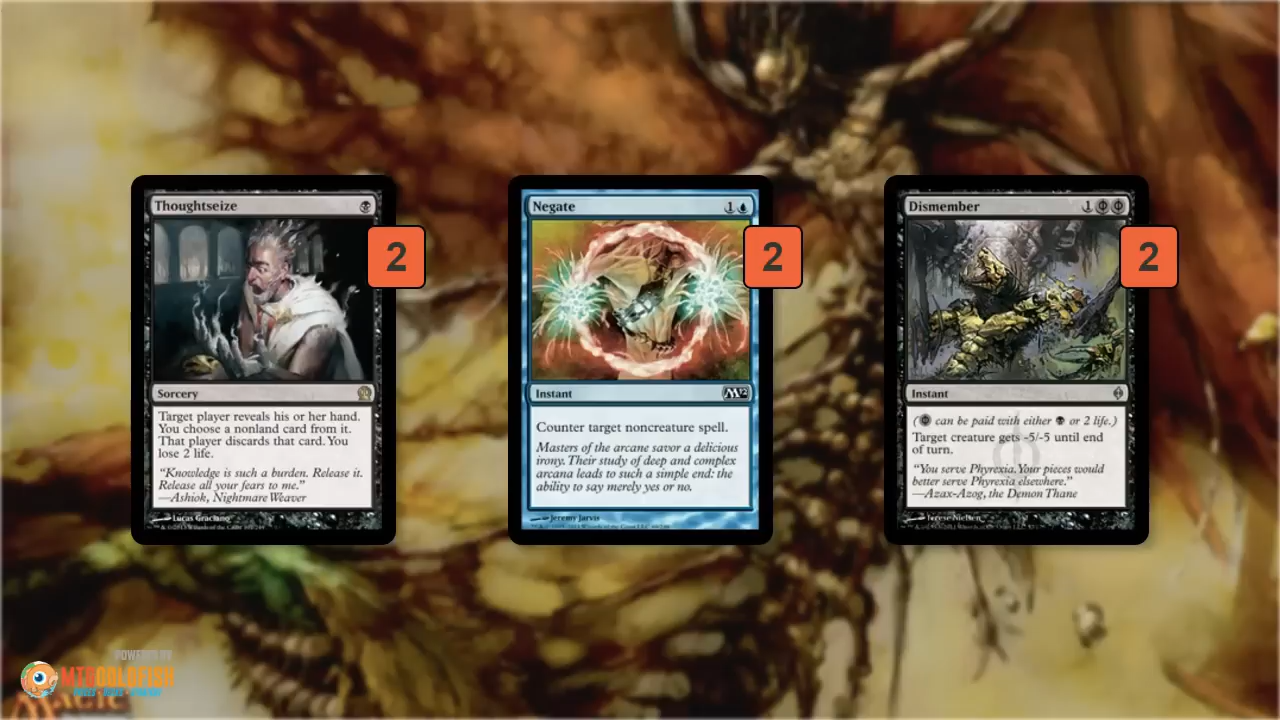 Thoughtseize
2
Sorcery
Target player reveals his or her hand.
You choose a nonland card from it.
That player discards that card. You
lose 2 life.
"Knowledge is such a burden. Release it.
Release all your fears to me."
—Ashiok, Nightmare Weaver
Lucas Graciano
Negate
1
2
Instant
M12
Counter target noncreature spell.
Masters of the arcane savor a delicious
irony. Their study of deep and complex
arcana leads to such a simple end: the
ability to say merely yes or no.
Jeremy Jarvis
Dismember
1
2
Instant
( can be paid with either or 2 life.)
Target creature gets -5/-5 until end
of turn.
"You serve Phyrexia. Your pieces would
better serve Phyrexia elsewhere."
—Azax-Azog, the Demon Thane
Terese Nielsen
POWERED BY
MTGGOLDFISH